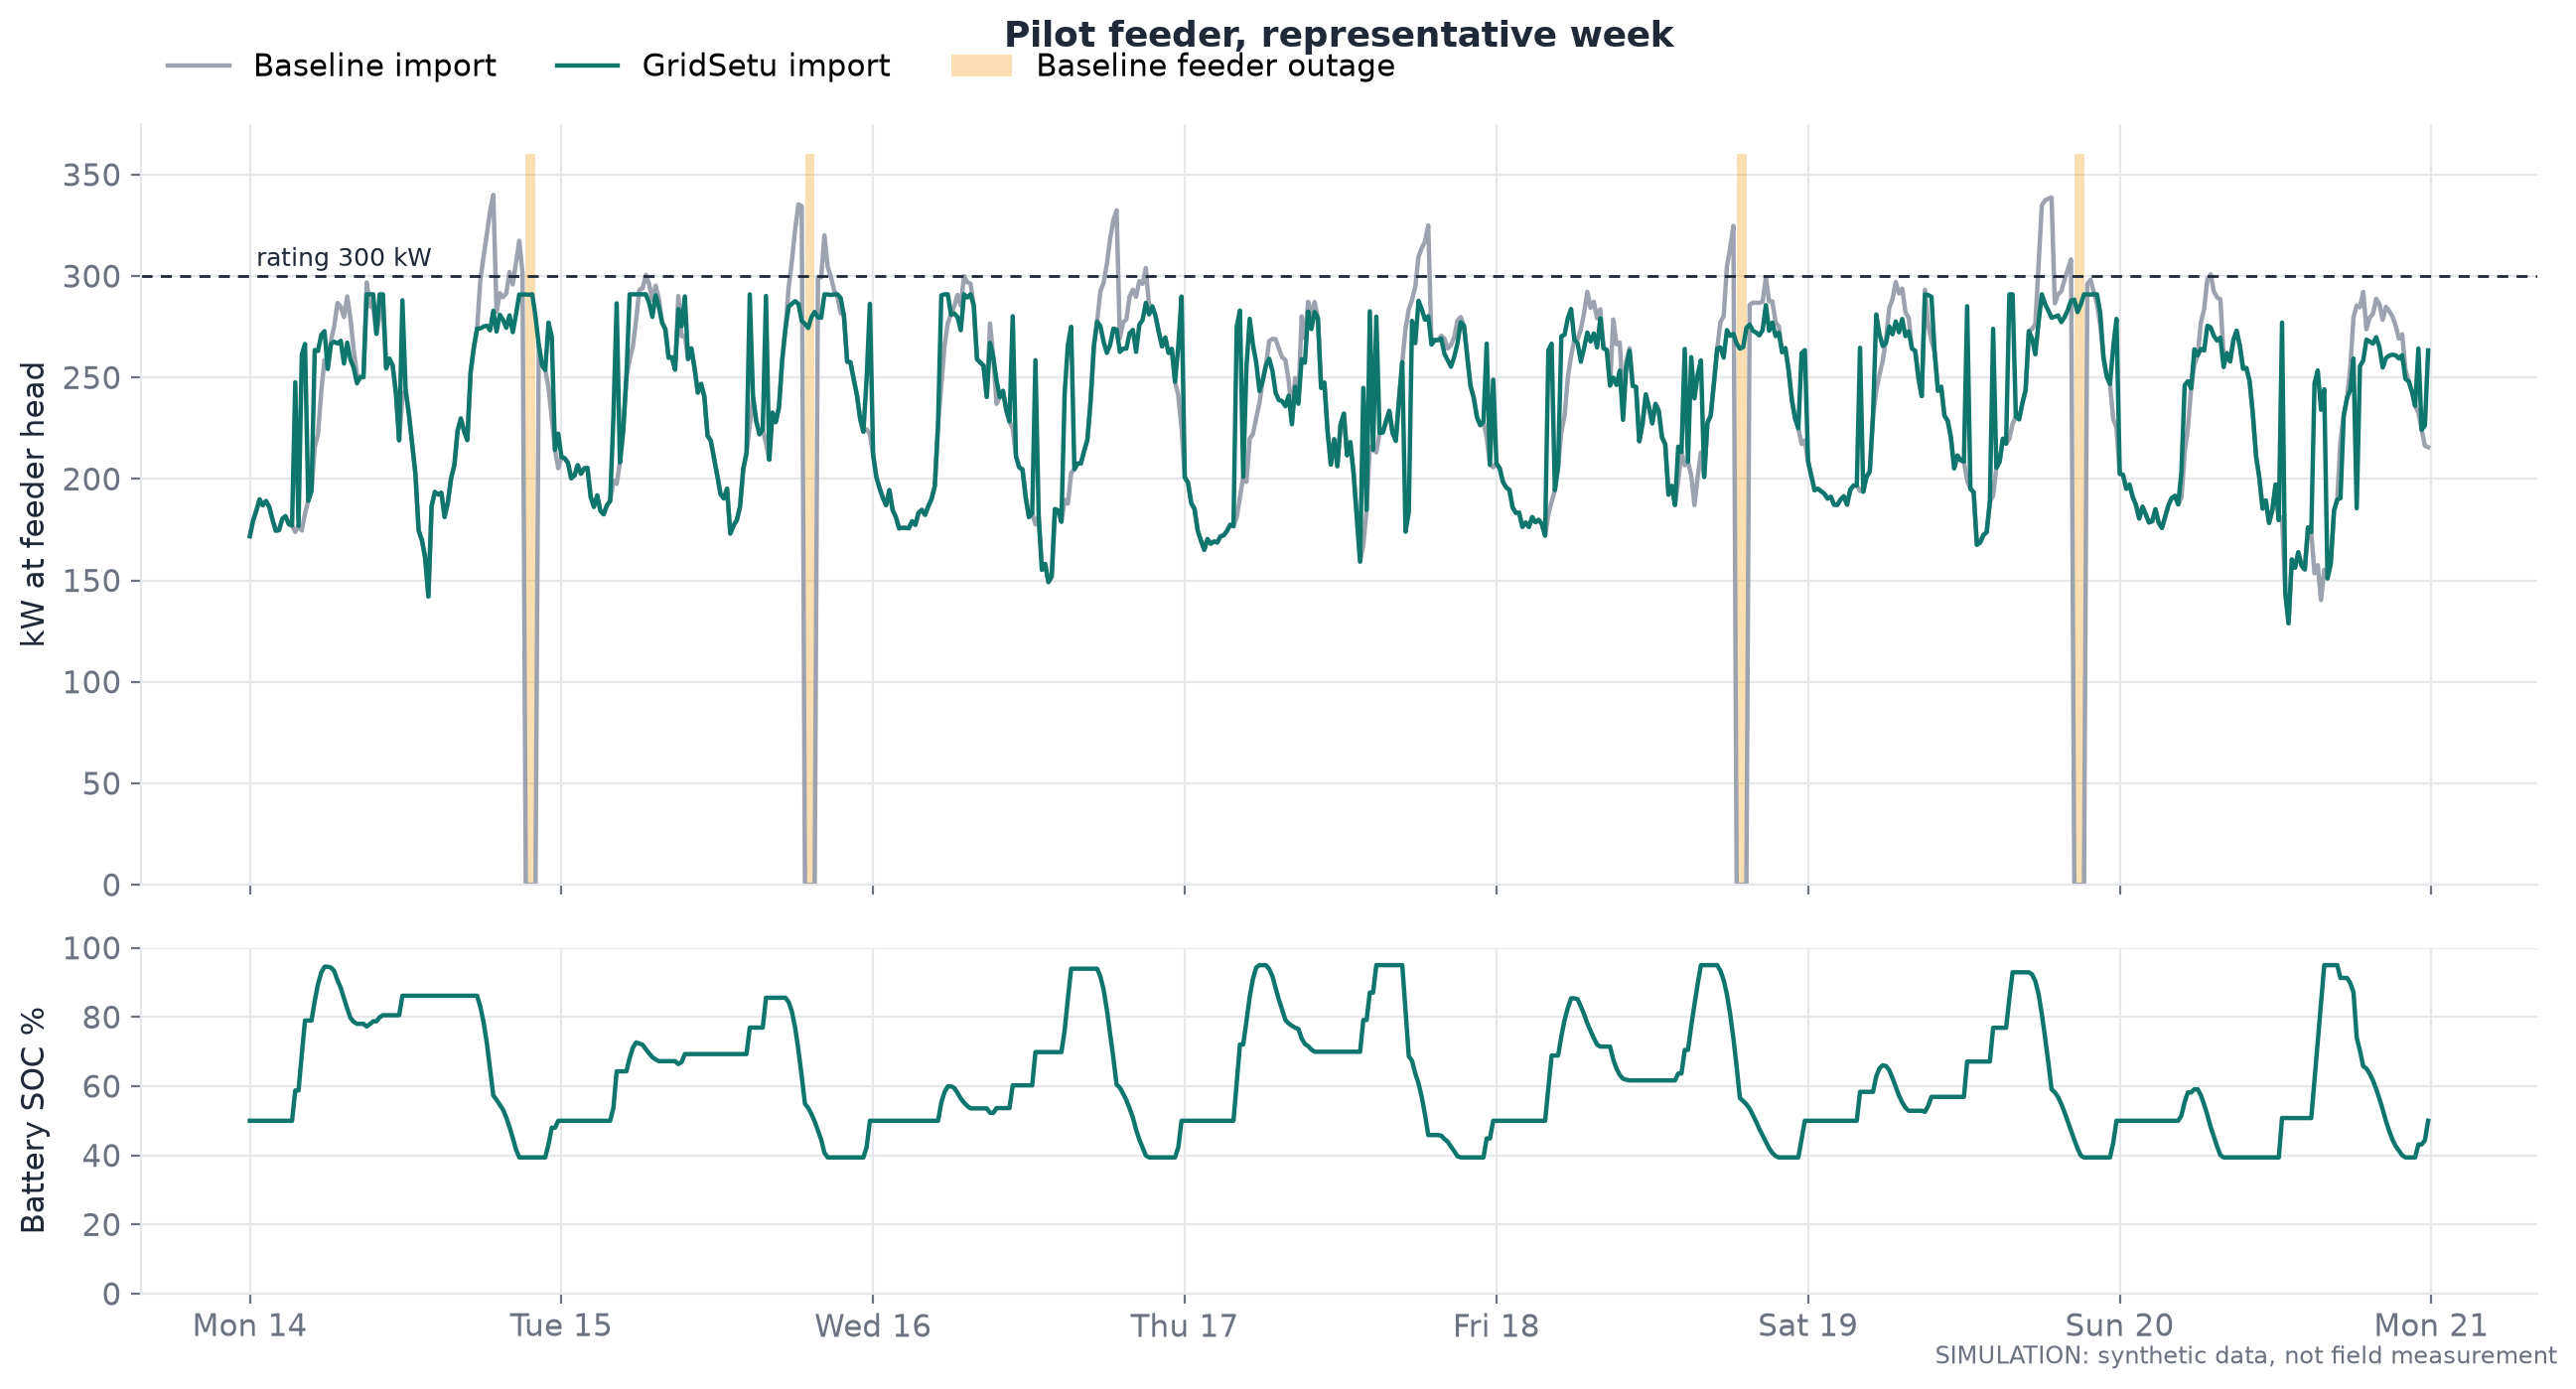 Pilot feeder, representative week
Baseline import
GridSetu import
Baseline feeder outage
kW at feeder head
350
300
250
200
150
100
50
0
rating 300 kW
Battery SOC %
100
80
60
40
20
0
Mon 14
Tue 15
Wed 16
Thu 17
Fri 18
Sat 19
Sun 20
Mon 21
SIMULATION: synthetic data, not field measurement